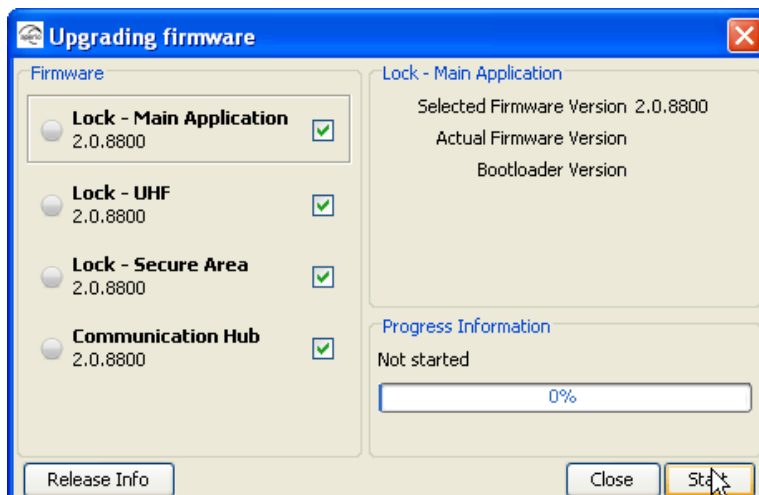 Upgrading firmware
Firmware
Lock - Main Application
2.0.8800
Lock - UHF
2.0.8800
Lock - Secure Area
2.0.8800
Communication Hub
2.0.8800
Release Info
Lock - Main Application
Selected Firmware Version 2.0.8800
Actual Firmware Version
Bootloader Version
Progress Information
Not started
0%
Close
Start